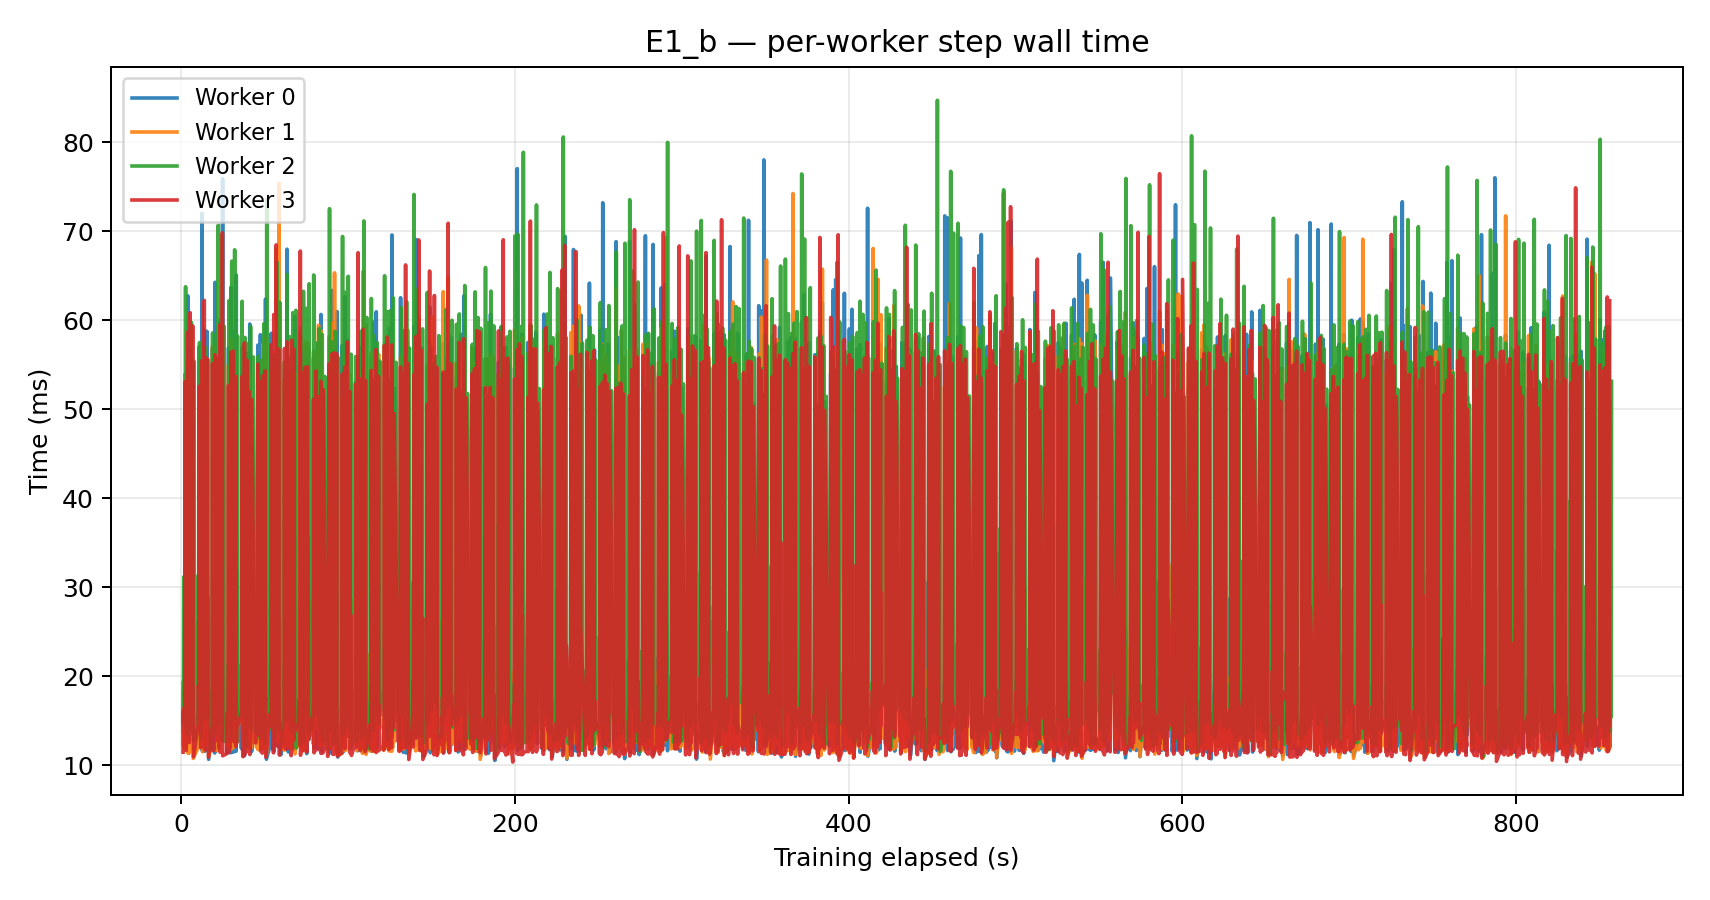 E1_b — per-worker step wall time
Worker 0
Worker 1
Worker 2
Worker 3
Time (ms)
80
70
60
50
40
30
20
10
0
200
400
600
800
Training elapsed (s)